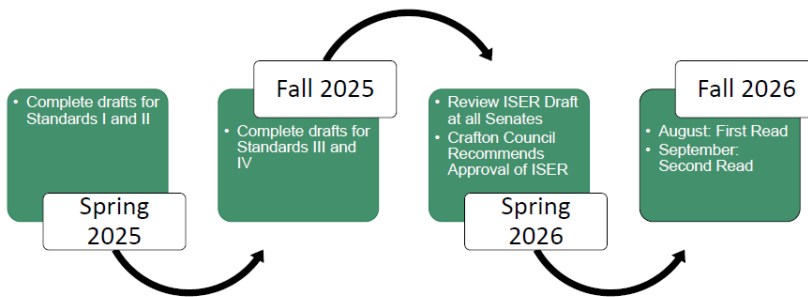 • Complete drafts for
Standards I and II
Spring
2025
Fall 2025
• Complete drafts for
Standards III and
IV
• Review ISER Draft
at all Senates
• Crafton Council
Recommends
Approval of ISER
Spring
2026
Fall 2026
• August: First Read
• September:
Second Read